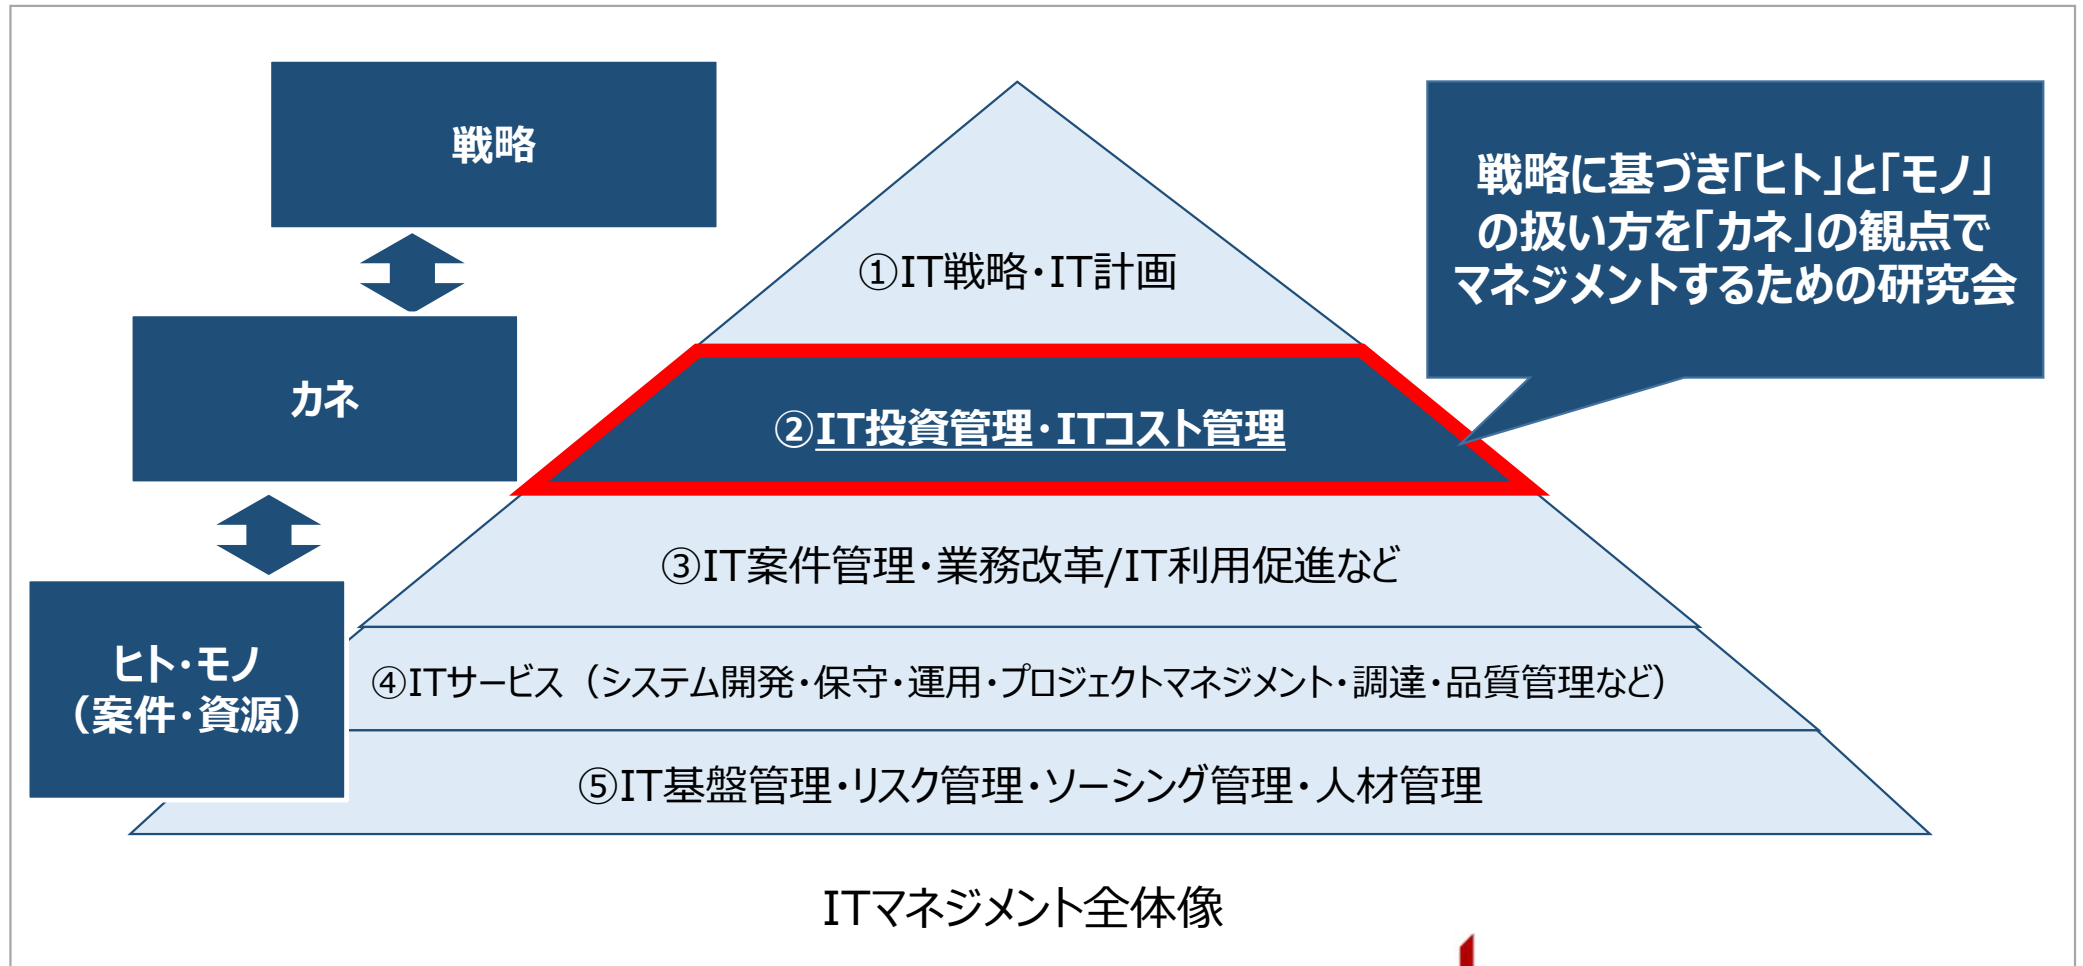 戦略
①IT戦略・IT計画
戦略に基づき「ヒト」と「モノ」
の扱い方を「カネ」の観点で
マネジメントするための研究会
カネ
②IT投資管理・ITコスト管理
③IT案件管理・業務改革/IT利用促進など
ヒト・モノ
（案件・資源）
④ITサービス（システム開発・保守・運用・プロジェクトマネジメント・調達・品質管理など）
⑤IT基盤管理・リスク管理・ソーシング管理・人材管理
ITマネジメント全体像